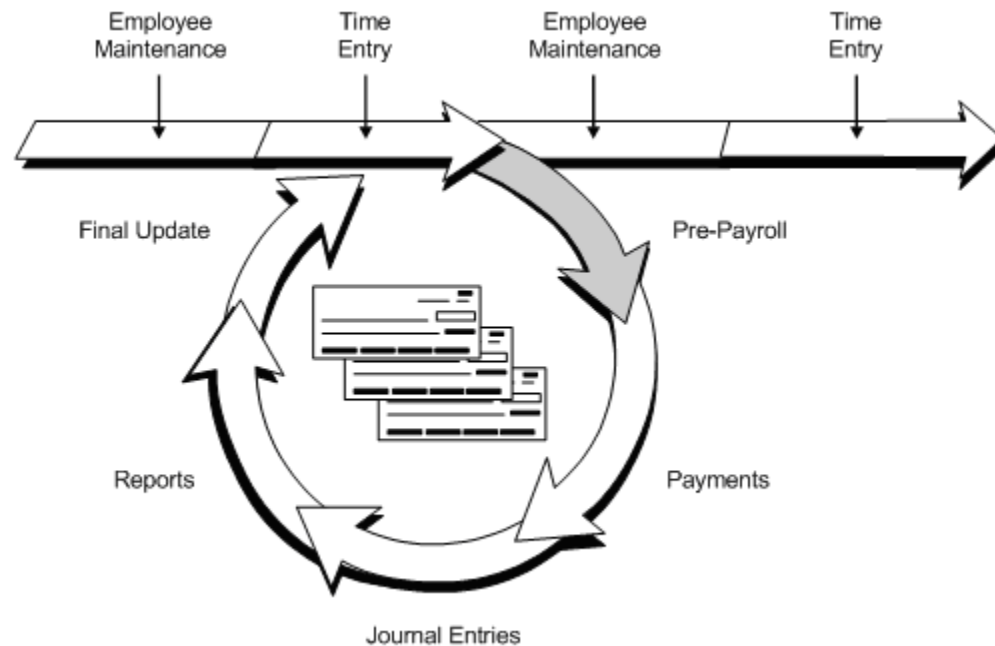 Employee
Maintenance
Time
Entry
Employee
Maintenance
Time
Entry
Final Update
Pre-Payroll
Reports
Payments
Journal Entries